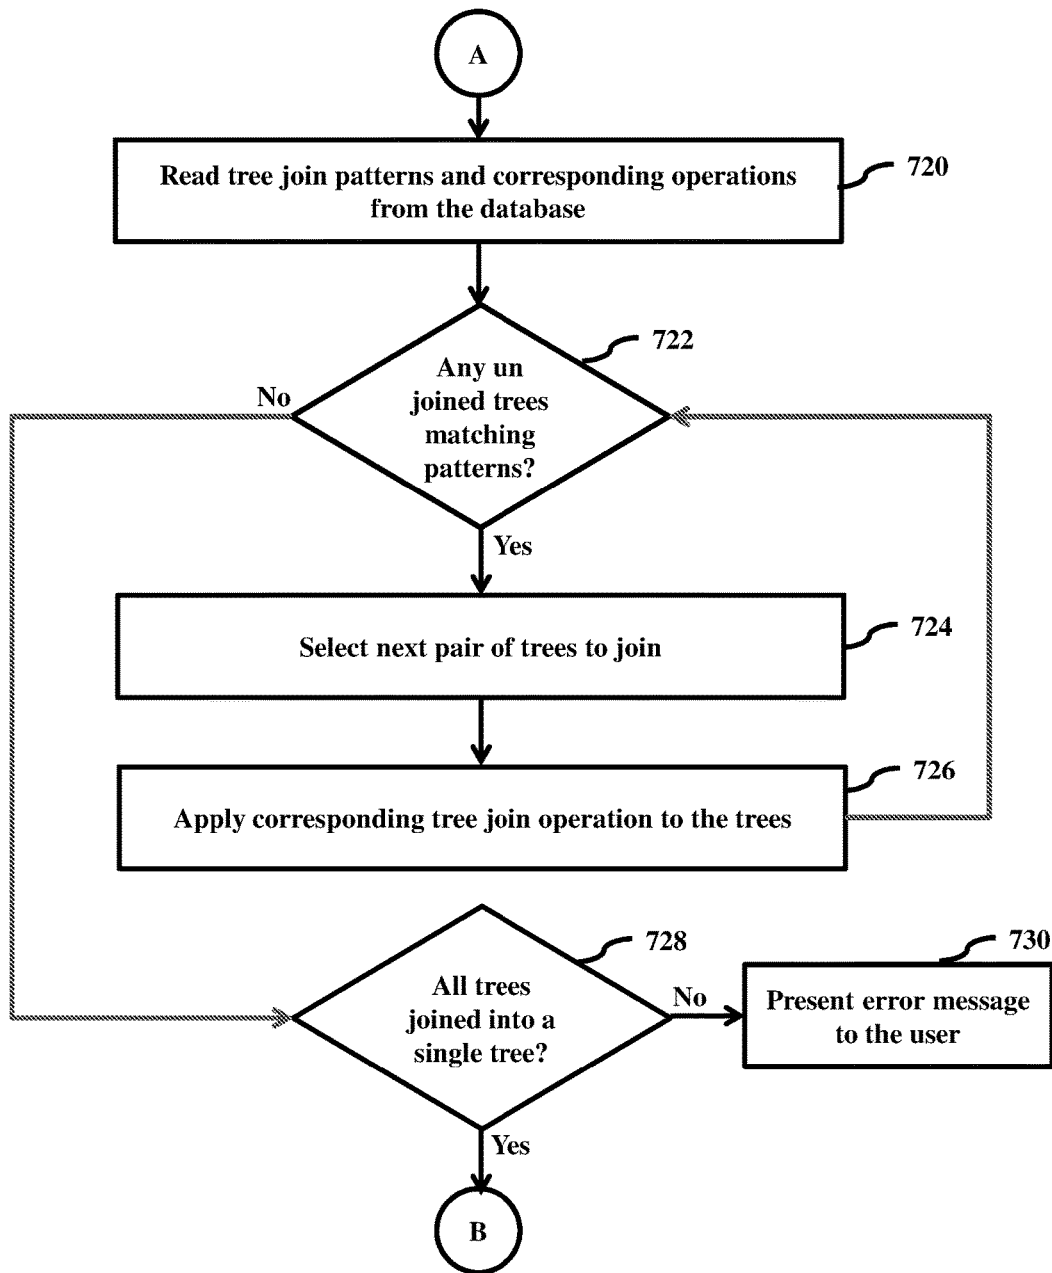 A
Read tree join patterns and corresponding operations
from the database
720
722
Any un
joined trees
matching
patterns?
No
Yes
Select next pair of trees to join
724
726
Apply corresponding tree join operation to the trees
728
730
All trees
joined into a
single tree?
No
Present error message
to the user
Yes
B